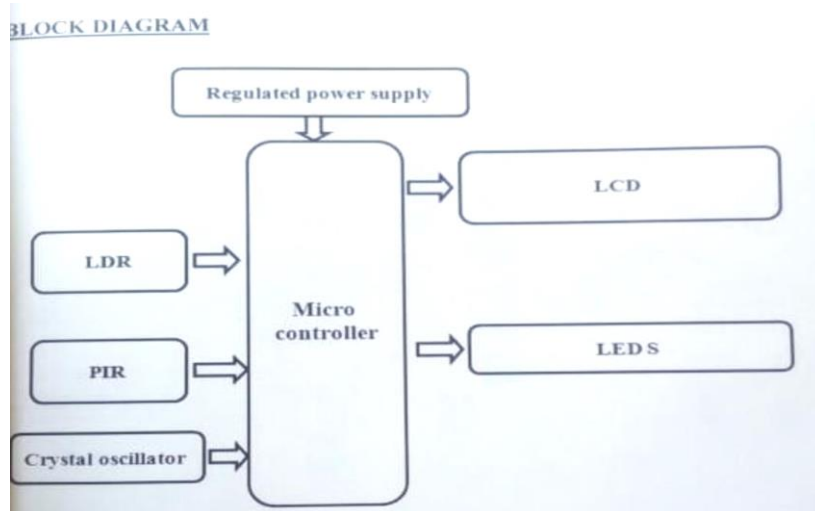 BLOCK DIAGRAM
Regulated power supply
LCD
LDR
Micro
controller
LED S
PIR
Crystal oscillator